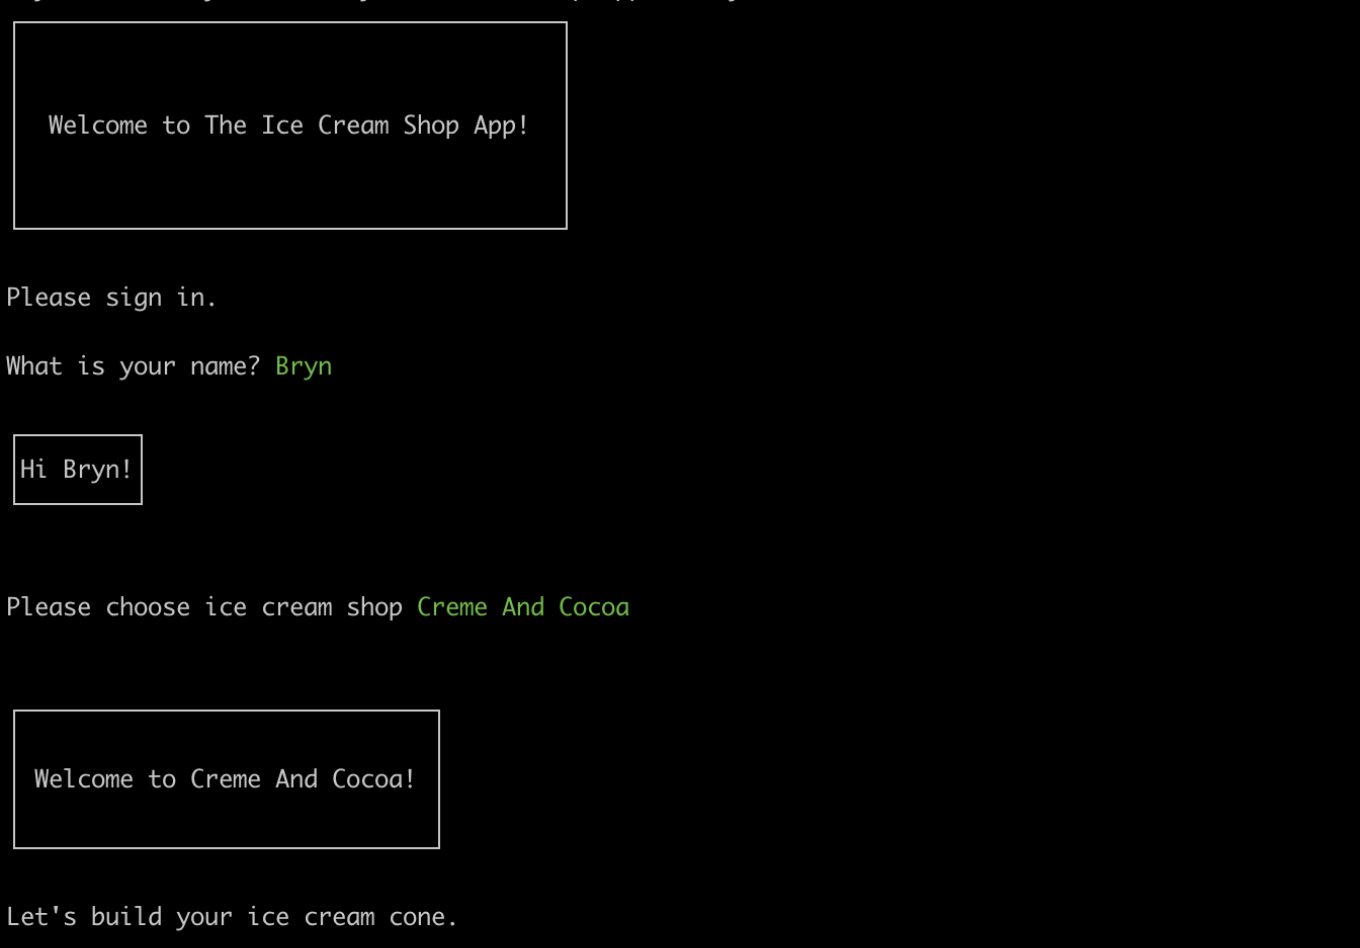 Welcome to The Ice Cream Shop App!
Please sign in.
What is your name? Bryn
Hi Bryn!
Please choose ice cream shop Creme And Cocoa
Welcome to Creme And Cocoa!
Let's build your ice cream cone.